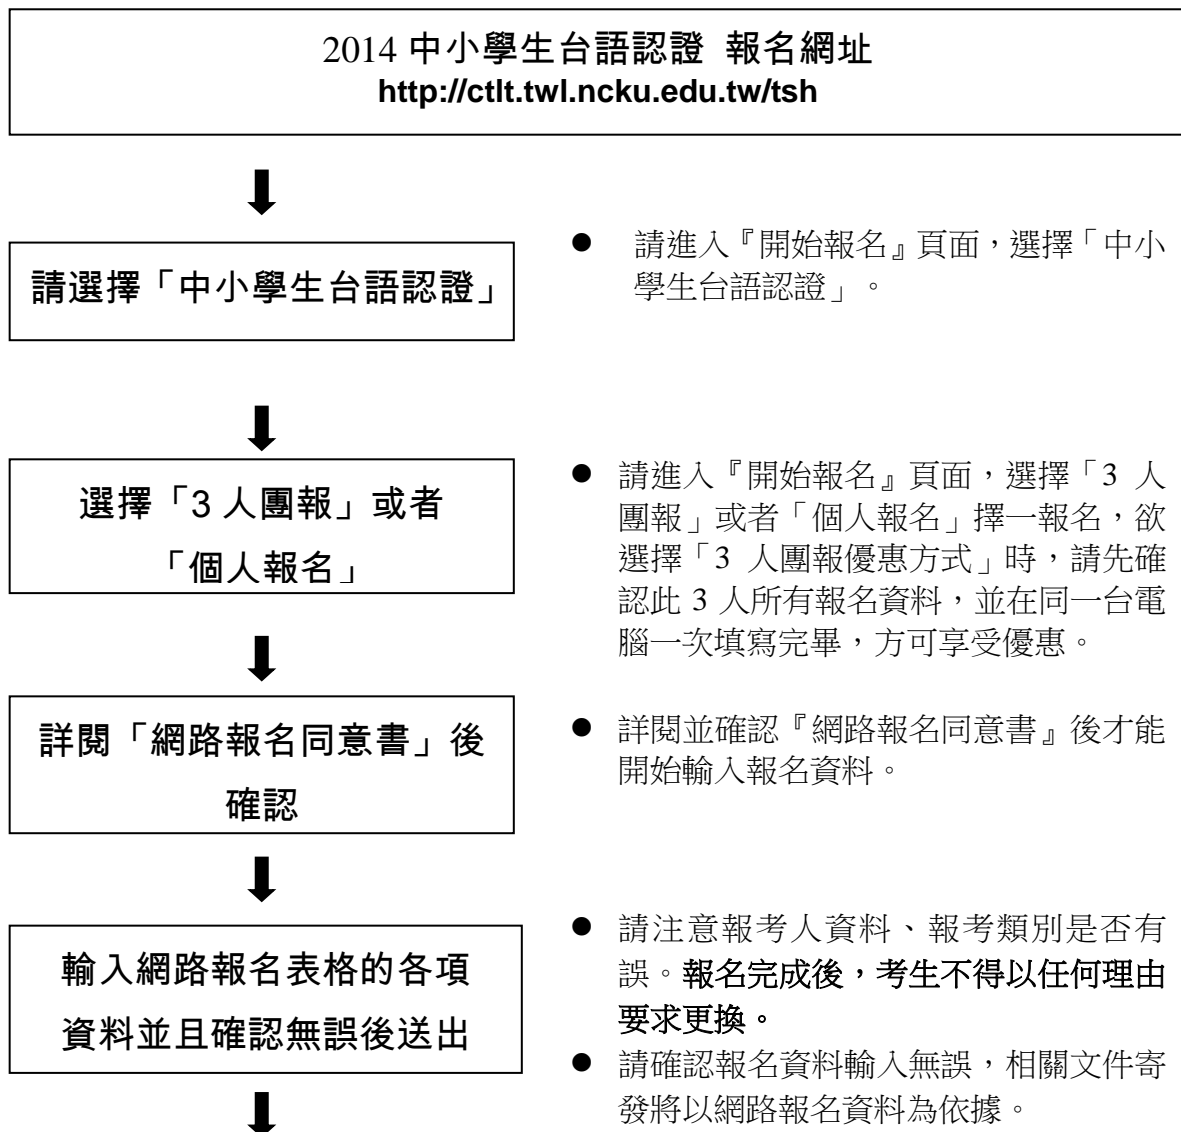 2014 中小學生台語認證 報名網址
http://ctlt.twl.ncku.edu.tw/tsh
請選擇「中小學生台語認證」
● 請進入『開始報名』頁面，選擇「中小
學生台語認證」。
選擇「3 人團報」或者
「個人報名」
● 請進入『開始報名』頁面，選擇「3 人
團報」或者「個人報名」擇一報名，欲
選擇「3 人團報優惠方式」時，請先確
認此 3 人所有報名資料，並在同一台電
腦一次填寫完畢，方可享受優惠。
詳閱「網路報名同意書」後
確認
● 詳閱並確認『網路報名同意書』後才能
開始輸入報名資料。
輸入網路報名表格的各項
資料並且確認無誤後送出
● 請注意報考人資料、報考類別是否有
誤。報名完成後，考生不得以任何理由
要求更換。
● 請確認報名資料輸入無誤，相關文件寄
發將以網路報名資料為依據。